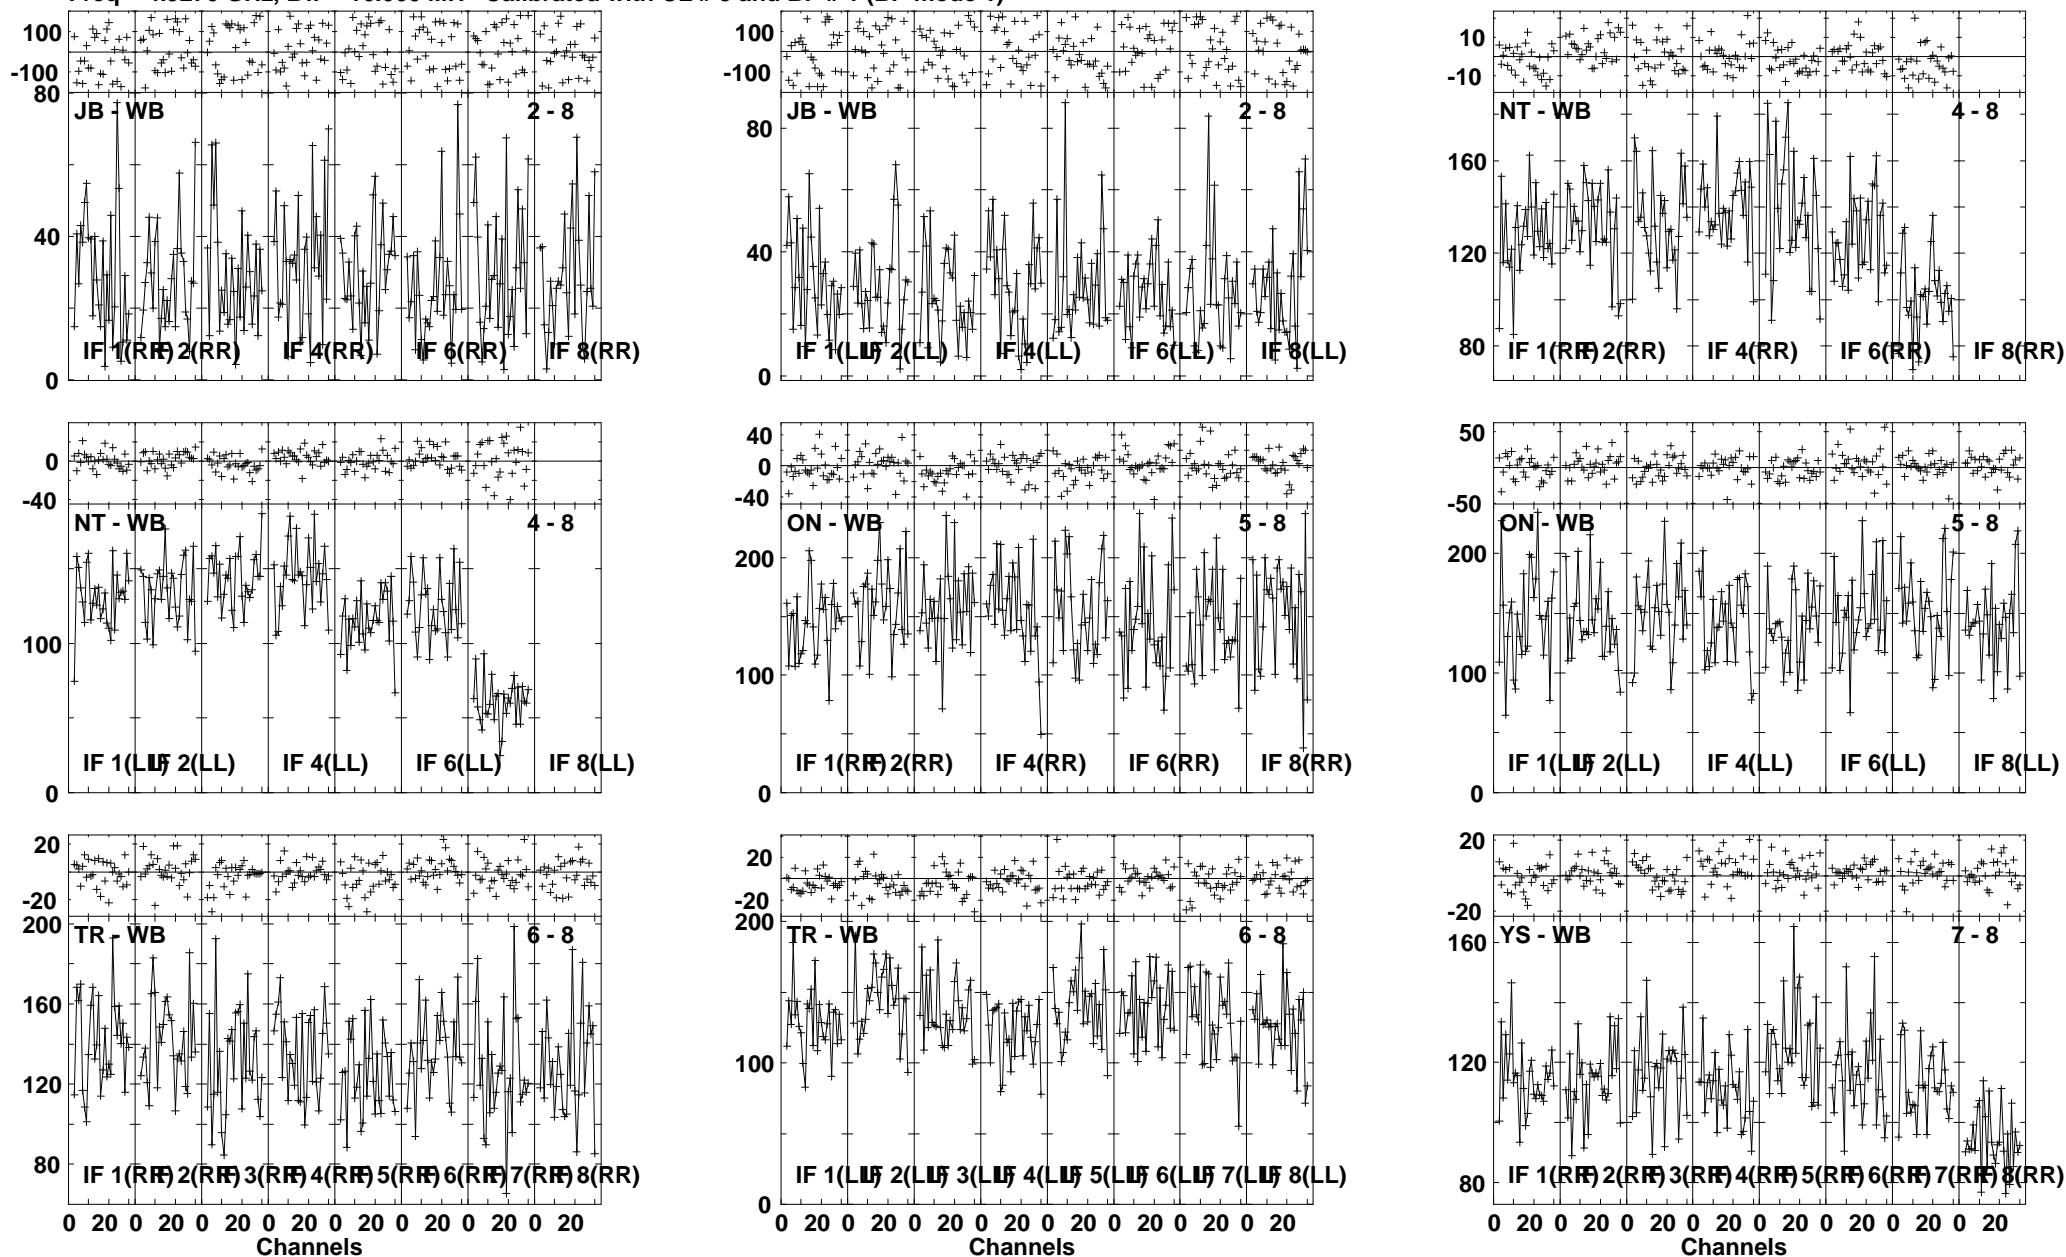 100
-100
80
JB - WB 2 - 8
40
IF 1(RR) IF 2(RR) IF 4(RR) IF 6(RR) IF 8(RR)
0
100
-100
JB - WB 2 - 8
80
40
IF 1(LL) IF 2(LL) IF 4(LL) IF 6(LL) IF 8(LL)
0
10
-10
NT - WB 4 - 8
160
120
80
IF 1(RR) IF 2(RR) IF 4(RR) IF 6(RR) IF 8(RR)
0
-40
NT - WB 4 - 8
100
IF 1(LL) IF 2(LL) IF 4(LL) IF 6(LL) IF 8(LL)
0
40
0
-40
ON - WB 5 - 8
200
100
IF 1(RR) IF 2(RR) IF 4(RR) IF 6(RR) IF 8(RR)
0
50
-50
ON - WB 5 - 8
200
100
IF 1(LL) IF 2(LL) IF 4(LL) IF 6(LL) IF 8(LL)
0
20
-20
200
TR - WB 6 - 8
160
120
80
IF 1(RR) IF 2(RR) IF 3(RR) IF 4(RR) IF 5(RR) IF 6(RR) IF 7(RR) IF 8(RR)
0 20 0 20 0 20 0 20 0 20 0 20 0 20 0 20
Channels
20
-20
200
TR - WB 6 - 8
100
IF 1(LL) IF 2(LL) IF 3(LL) IF 4(LL) IF 5(LL) IF 6(LL) IF 7(LL) IF 8(LL)
0
0 20 0 20 0 20 0 20 0 20 0 20 0 20 0 20
Channels
20
0
-20
YS - WB 7 - 8
160
120
80
IF 1(RR) IF 2(RR) IF 3(RR) IF 4(RR) IF 5(RR) IF 6(RR) IF 7(RR) IF 8(RR)
0 20 0 20 0 20 0 20 0 20 0 20 0 20 0 20
Channels